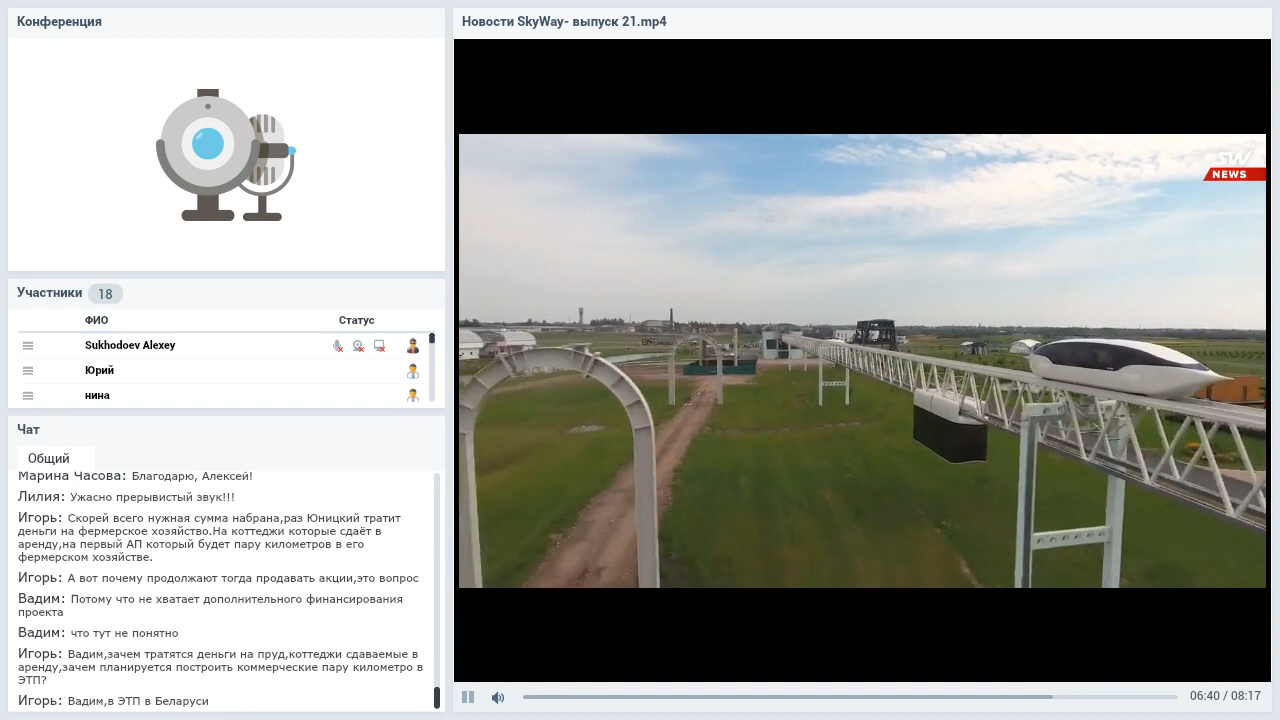 Конференция
Новости SkyWay- выпуск 21.mp4
SW
NEWS
Участники 18
ФИО Статус
Sukhodoev Alexey
Юрий
нина
Чат
Общий
Марина Часова: Благодарю, Алексей!
Лилия: Ужасно прерывистый звук!!!
Игорь: Скорей всего нужная сумма набрана,раз Юницкий тратит
деньги на фермерское хозяйство.На коттеджи которые сдаёт в
аренду,на первый АП который будет пару километров в его
фермерском хозяйстве.
Игорь: А вот почему продолжают тогда продавать акции,это вопрос
Вадим: Потому что не хватает дополнительного финансирования
проекта
Вадим: что тут не понятно
Игорь: Вадим,зачем тратятся деньги на пруд,коттеджи сдаваемые в
аренду,зачем планируется построить коммерческие пару километро в
ЭТП?
Игорь: Вадим,в ЭТП в Беларуси
06:40 / 08:17